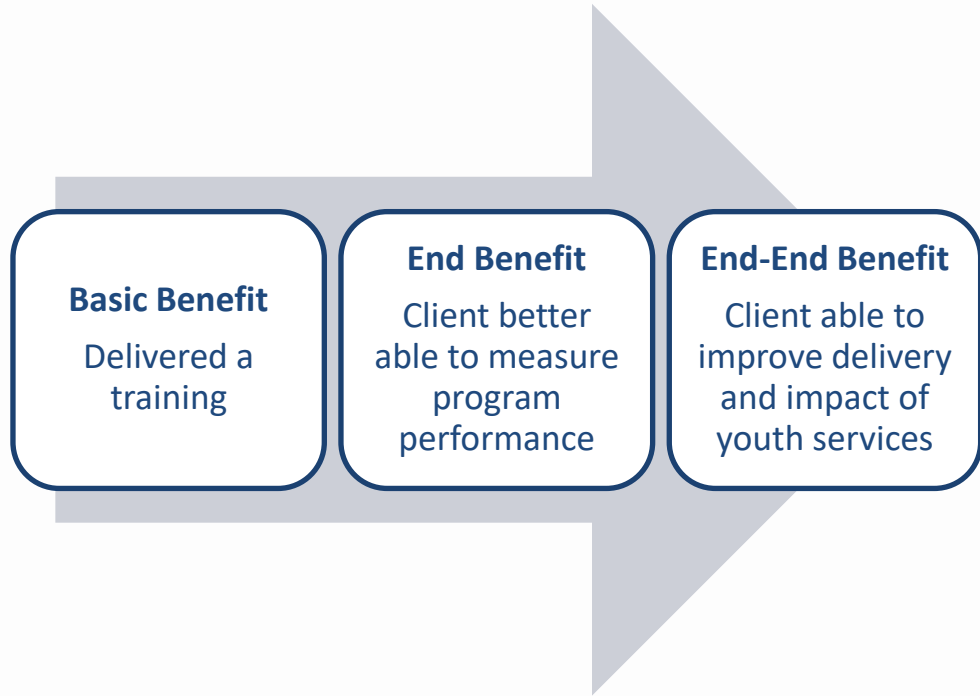 Basic Benefit
Delivered a
training
End Benefit
Client better
able to measure
program
performance
End-End Benefit
Client able to
improve delivery
and impact of
youth services